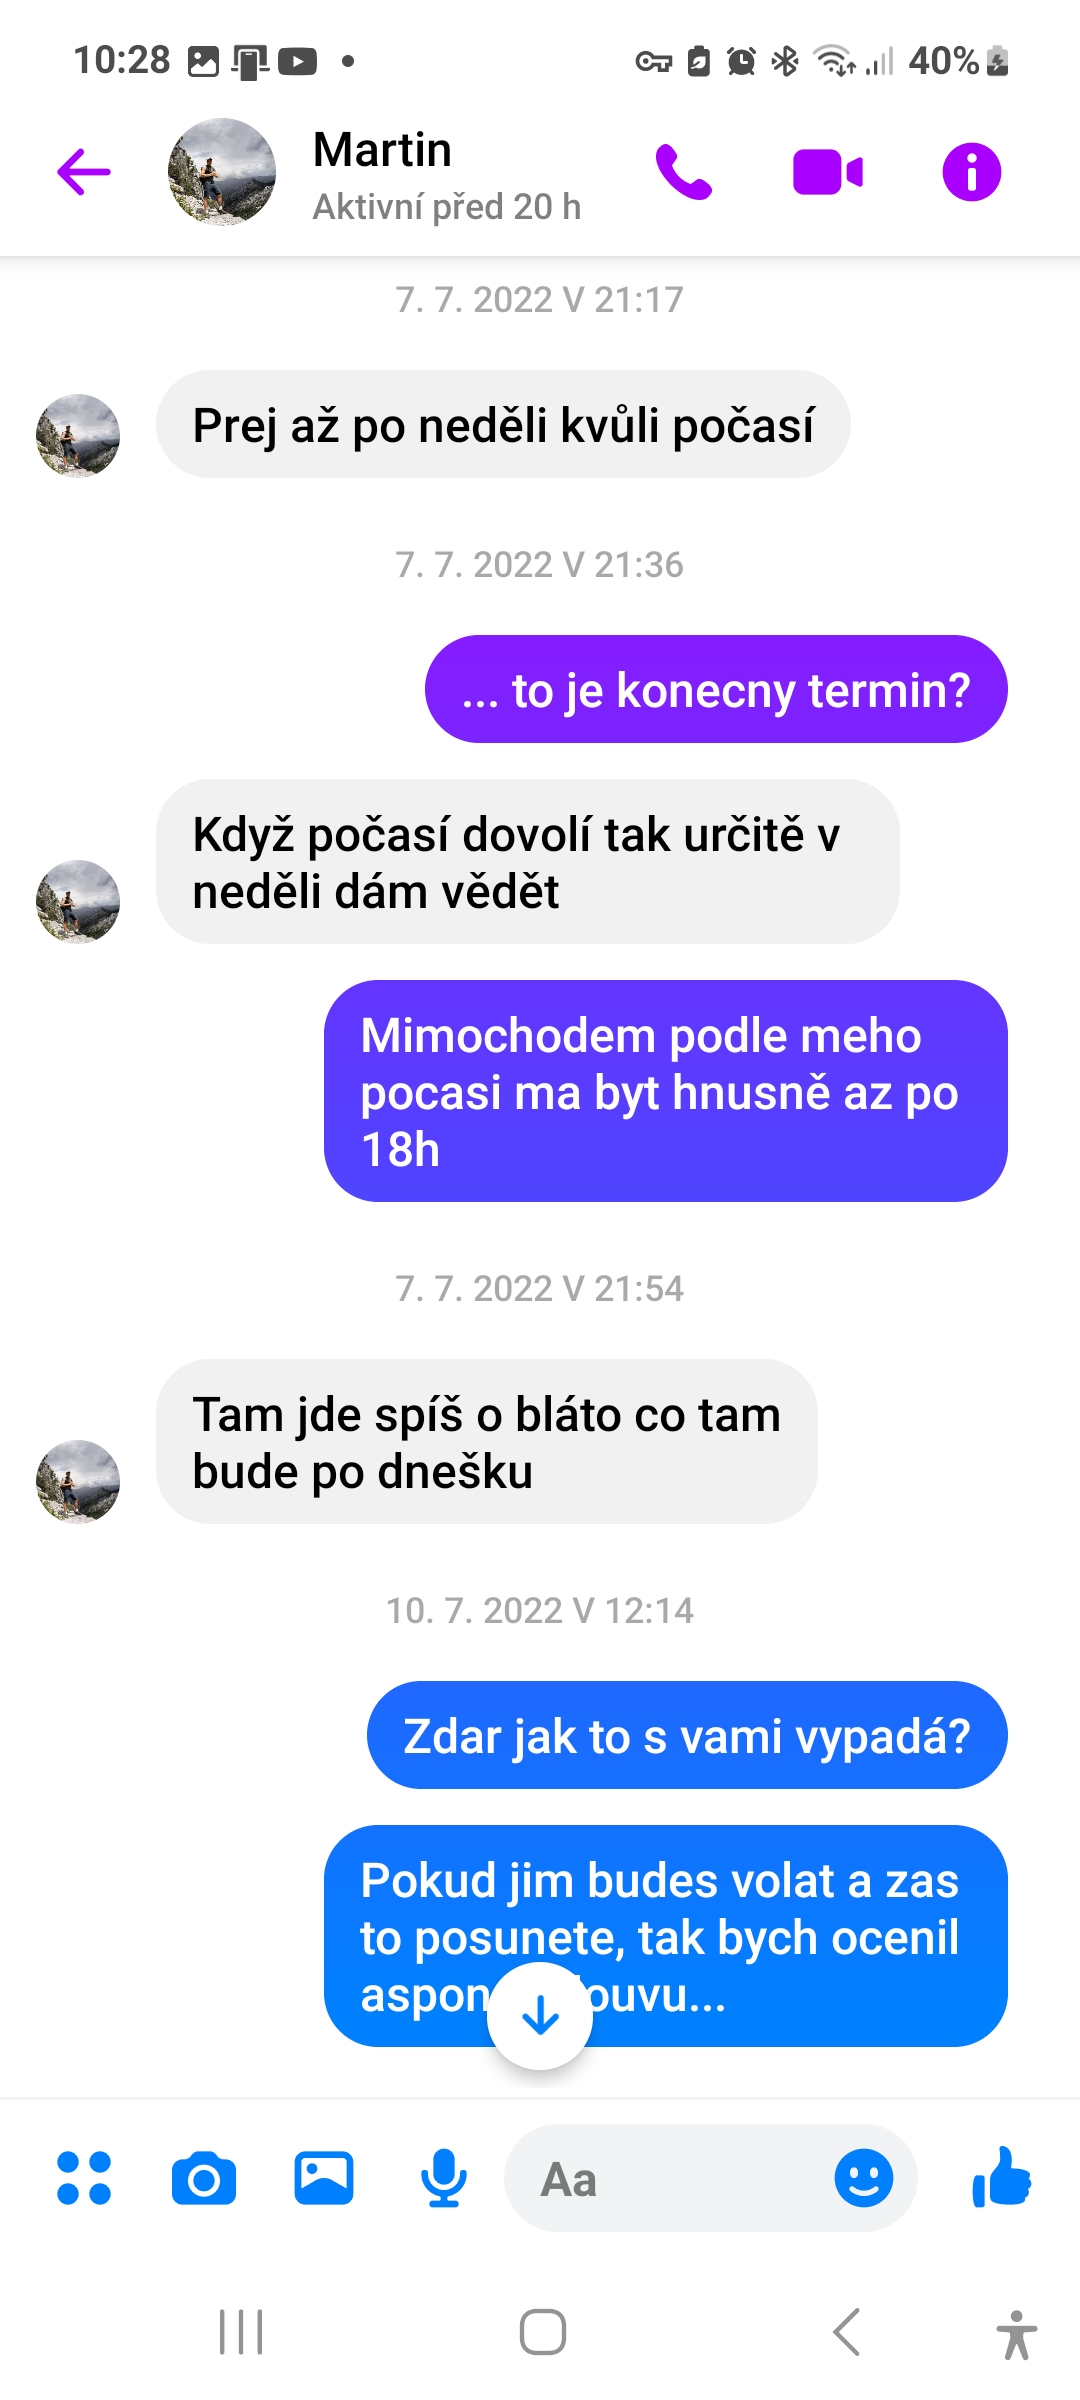 10:28
40%
Martin
Aktivní před 20 h
7. 7. 2022 V 21:17
Prej až po neděli kvůli počasí
7. 7. 2022 V 21:36
... to je konecny termin?
Když počasí dovolí tak určitě v
neděli dám vědět
Mimochodem podle meho
pocasi ma byt hnusně az po
18h
7. 7. 2022 V 21:54
Tam jde spíš o bláto co tam
bude po dnešku
10. 7. 2022 V 12:14
Zdar jak to s vami vypadá?
Pokud jim budes volat a zas
to posunete, tak bych ocenil
aspon
Aa